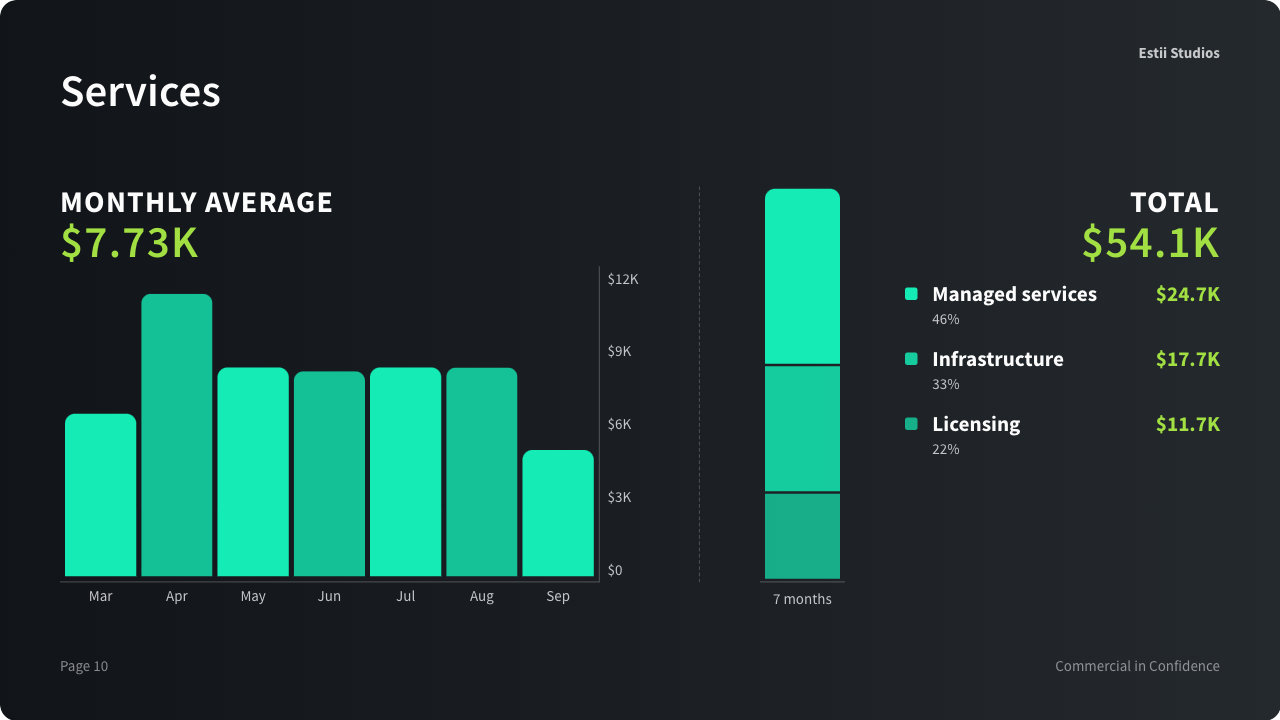 Estii Studios
Services
MONTHLY AVERAGE
$7.73K
$12K
$9K
$6K
$3K
$0
Mar Apr May Jun Jul Aug Sep
7 months
TOTAL
$54.1K
Managed services $24.7K
46%
Infrastructure $17.7K
33%
Licensing $11.7K
22%
Page 10
Commercial in Confidence